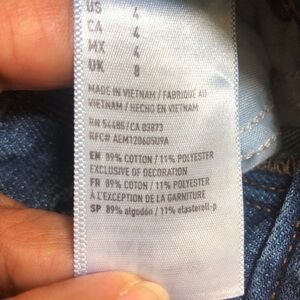 US 4
CA 4
MX 4
UK 8
MADE IN VIETNAM / FABRIQUÉ AU
VIETNAM / HECHO EN VIETNAM
RN 54485/CA 03873
RFC# AEM120605U9A
EN 89% COTTON / 11% POLYESTER
EXCLUSIVE OF DECORATION
FR 89% COTON / 11% POLYESTER
À L'EXCEPTION DE LA GARNITURE
SP 89% algodón / 11% elasterell-p